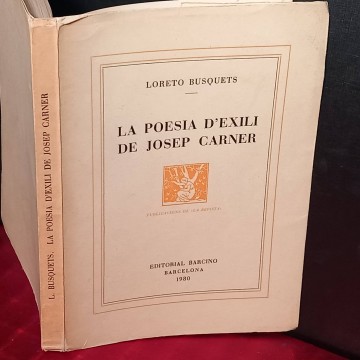 LORETO BUSQUETS
LA POESIA D'EXILI
DE JOSEP CARNER
EDITORIAL BARCINO
BARCELONA
1980
L. BUSQUETS: LA POESIA D'EXILI DE JOSEP CARNER